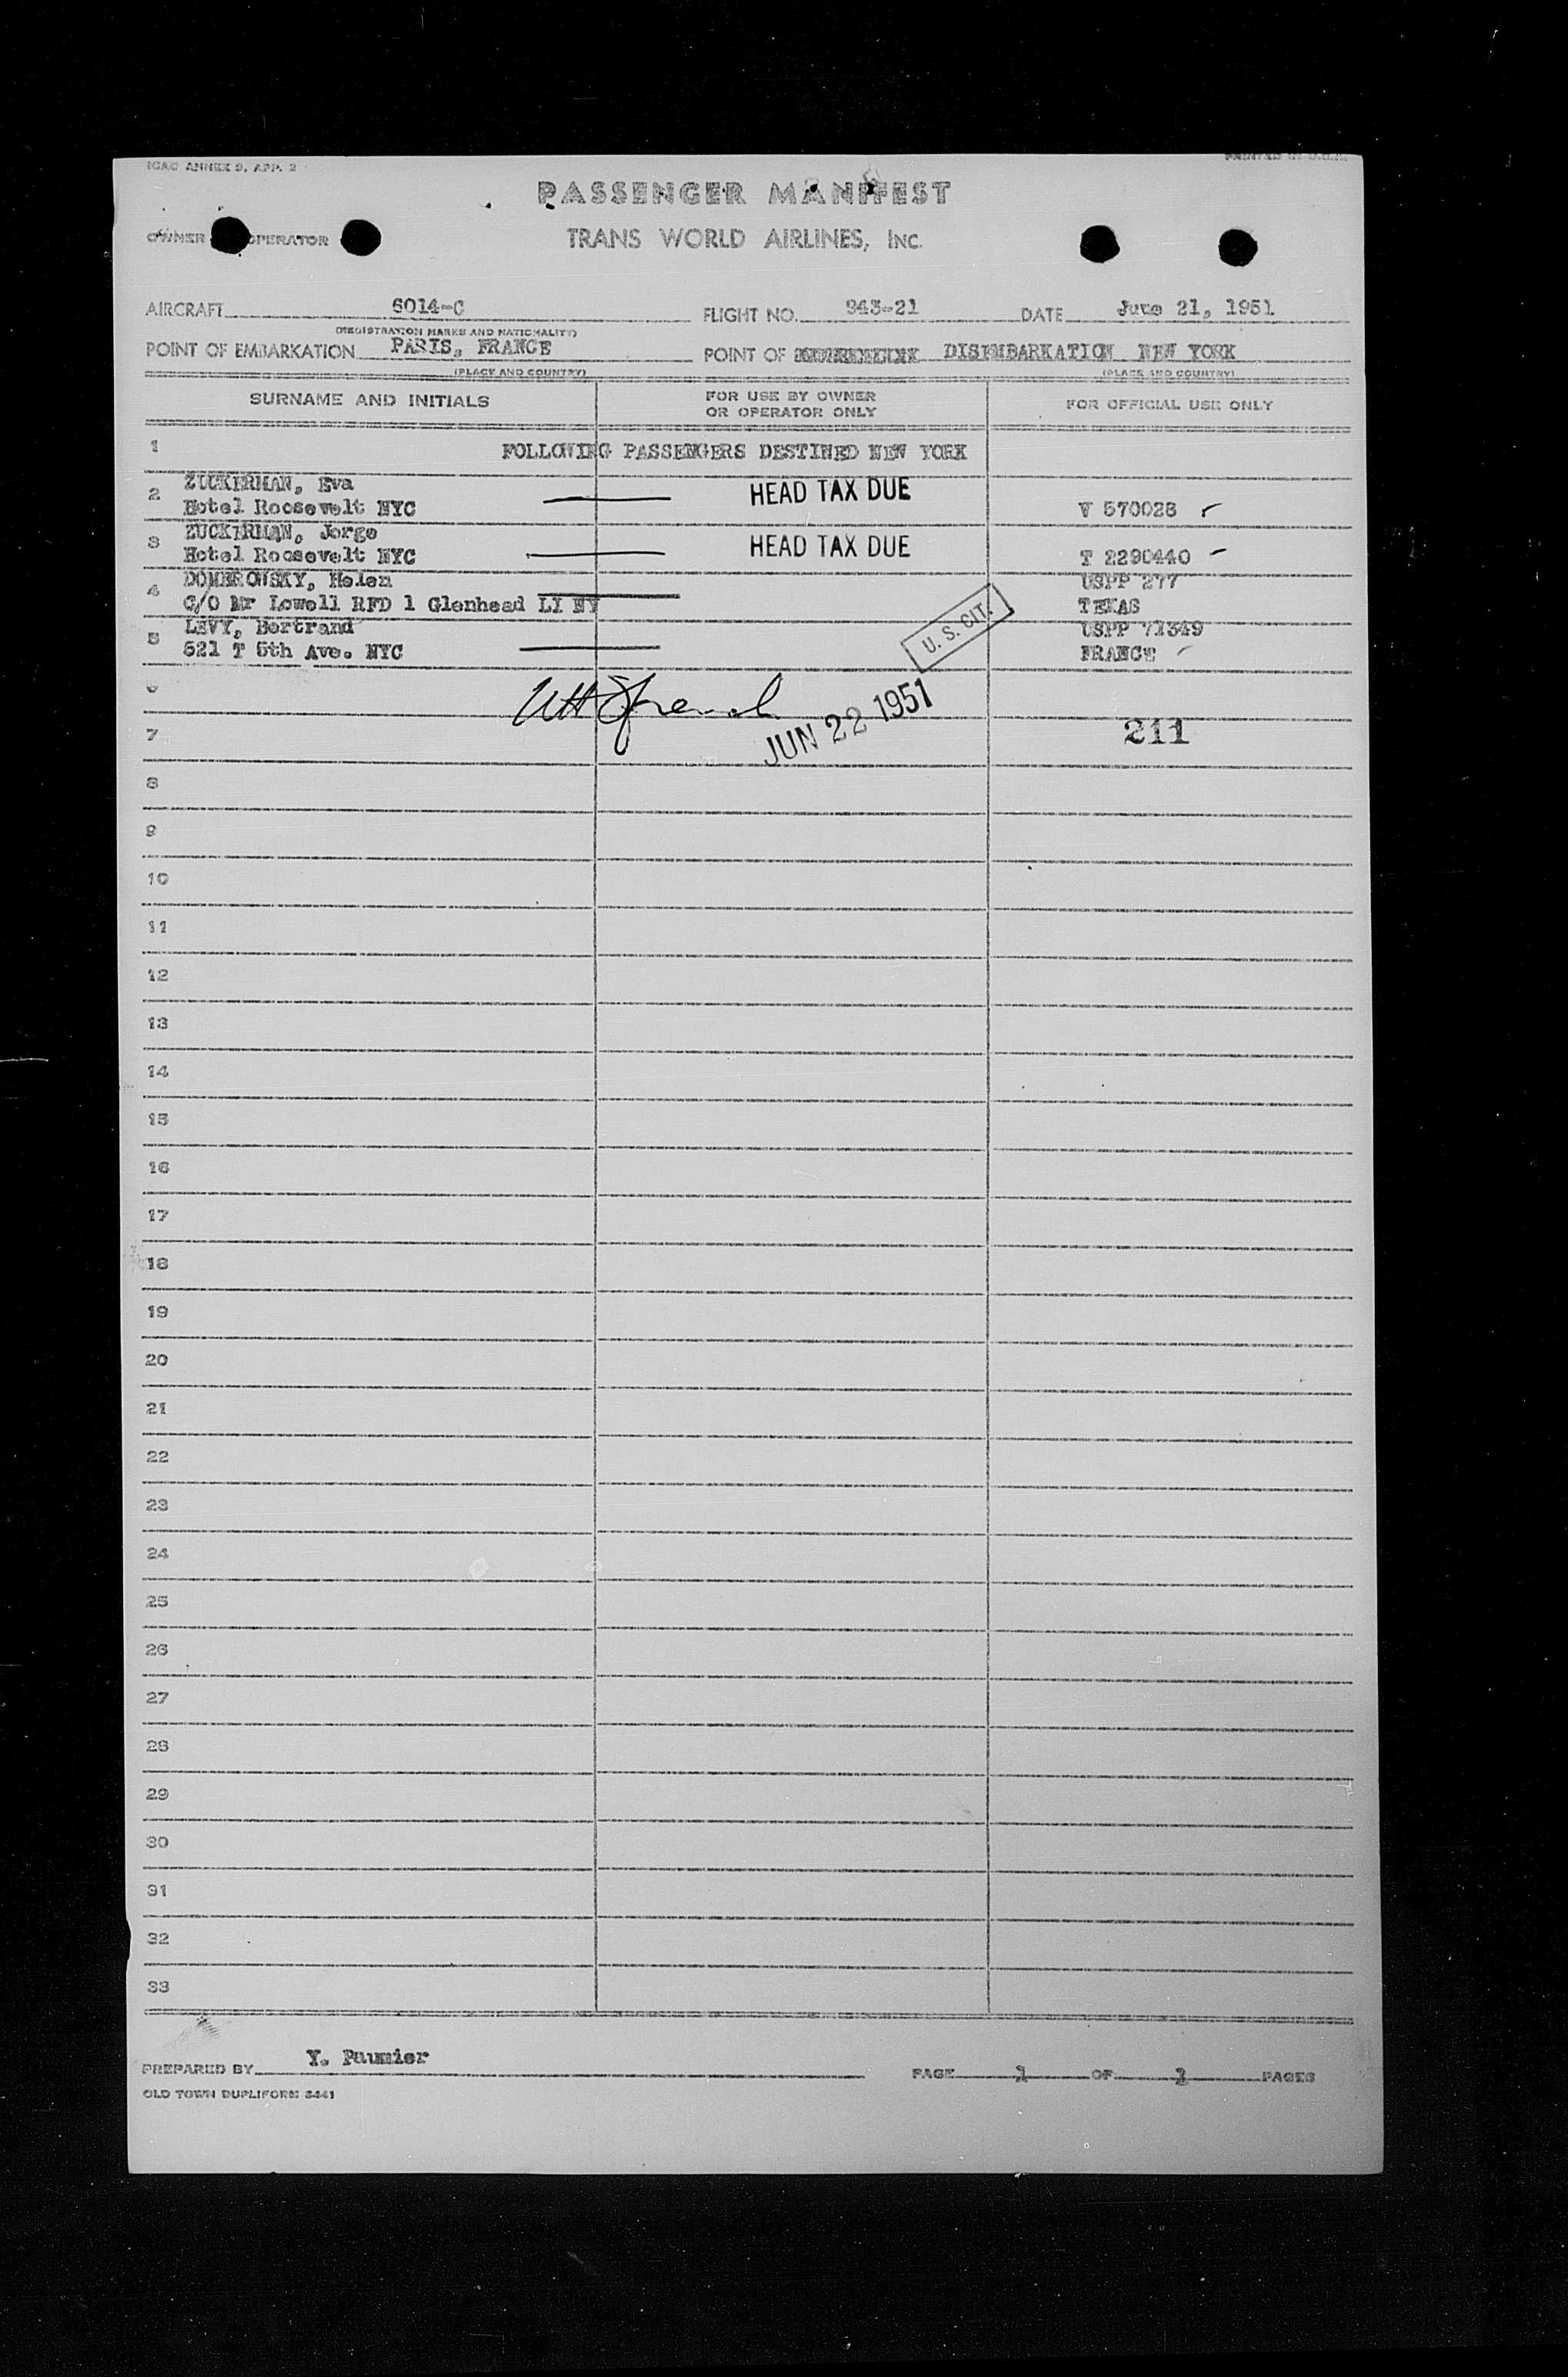 ICAO ANNEX 9, APP. 2
PRINTED IN U.S.A.
PASSENGER MANIFEST
OWNER OPERATOR
TRANS WORLD AIRLINES, INC.
AIRCRAFT 6014-C FLIGHT NO. 943-21 DATE June 21, 1951
(REGISTRATION MARKS AND NATIONALITY)
POINT OF EMBARKATION PARIS, FRANCE POINT OF DISEMBARKATION NEW YORK
(PLACE AND COUNTRY) (PLACE AND COUNTRY)
SURNAME AND INITIALS FOR USE BY OWNER OR OPERATOR ONLY FOR OFFICIAL USE ONLY
1 FOLLOWING PASSENGERS DESTINED NEW YORK
2 ZUCKERMAN, Eva HEAD TAX DUE
Hotel Roosevelt NYC V 570028
3 ZUCKERMAN, Jorge HEAD TAX DUE
Hotel Roosevelt NYC T 2290440
4 DOMBROWSKY, Helen USPP 277
C/O Mr Lowell RFD 1 Glenhead LI NY TEXAS
5 LEVY, Bertrand U. S. CIT. USPP 71349
521 T 5th Ave. NYC FRANCE
6
7 JUN 22 1951 211
8
9
10
11
12
13
14
15
16
17
18
19
20
21
22
23
24
25
26
27
28
29
30
31
32
33
PREPARED BY Y. Paumier PAGE 1 OF 1 PAGES
OLD TOWN DUPLIFORM 3441